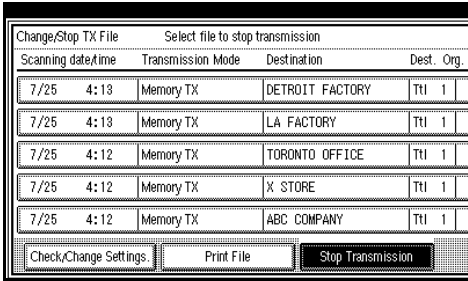 Change/Stop TX File Select file to stop transmission
Scanning date/time Transmission Mode Destination Dest. Org.
7/25 4:13 Memory TX DETROIT FACTORY Ttl 1
7/25 4:13 Memory TX LA FACTORY Ttl 1
7/25 4:12 Memory TX TORONTO OFFICE Ttl 1
7/25 4:12 Memory TX X STORE Ttl 1
7/25 4:12 Memory TX ABC COMPANY Ttl 1
Check/Change Settings. Print File Stop Transmission